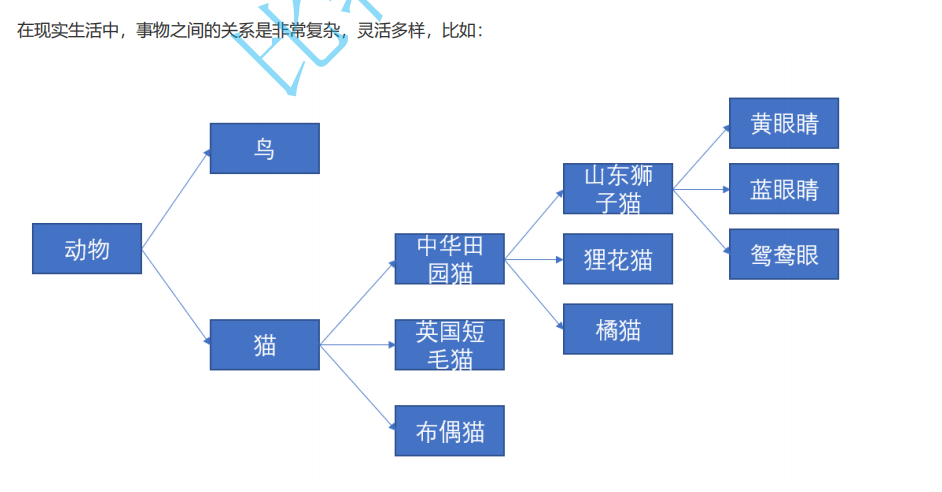 在现实生活中，事物之间的关系是非常复杂，灵活多样，比如：
动物
鸟
猫
中华田
园猫
英国短
毛猫
布偶猫
山东狮
子猫
狸花猫
橘猫
黄眼睛
蓝眼睛
鸳鸯眼